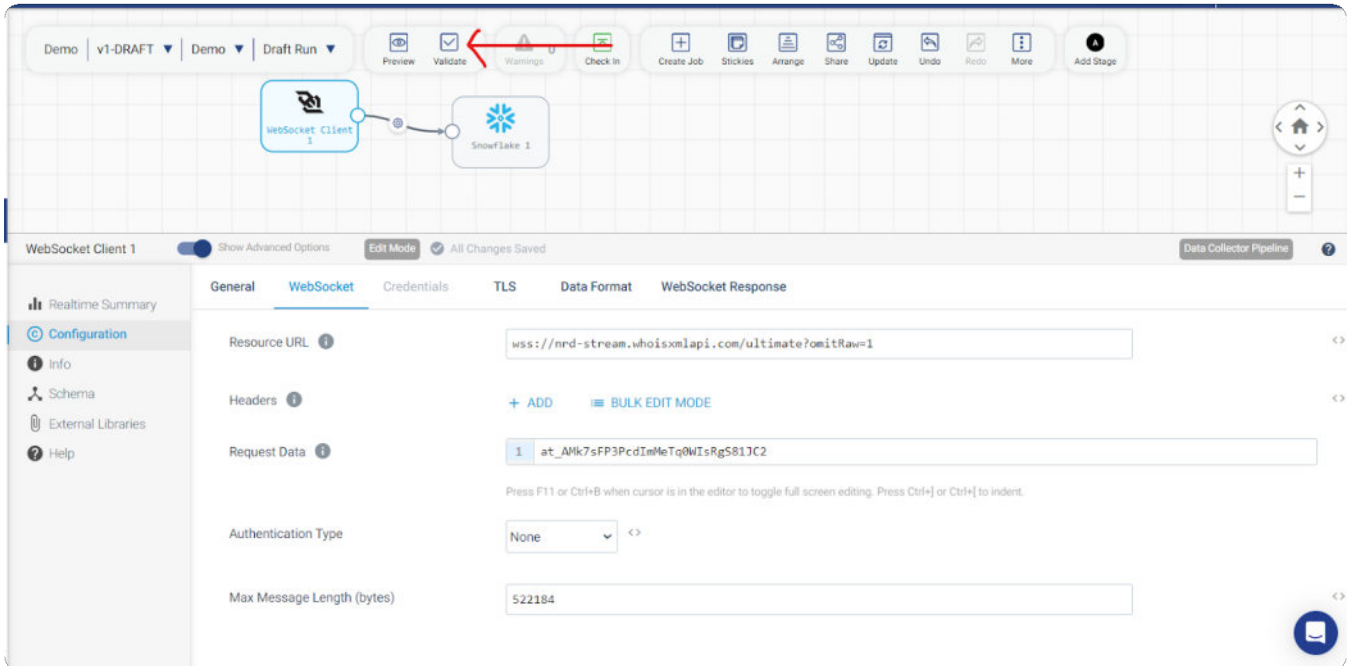 Demo v1-DRAFT Demo Draft Run Preview Validate Warnings 0 Check In Create Job Stickies Arrange Share Update Undo Redo More A Add Stage
WebSocket Client
1
Snowflake 1
+
−
WebSocket Client 1 Show Advanced Options Edit Mode All Changes Saved Data Collector Pipeline ?
General WebSocket Credentials TLS Data Format WebSocket Response
Realtime Summary
Configuration
Info
Schema
External Libraries
Help
Resource URL wss://nrd-stream.whoisxmlapi.com/ultimate?omitRaw=1
Headers + ADD BULK EDIT MODE
Request Data 1 at_AMk7sFP3PcdImMeTq0WIsRgS81JC2
Press F11 or Ctrl+B when cursor is in the editor to toggle full screen editing. Press Ctrl+] or Ctrl+[ to indent.
Authentication Type None
Max Message Length (bytes) 522184